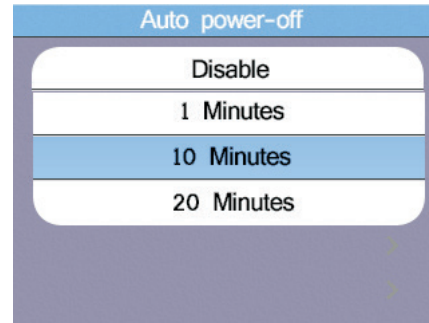 Auto power-off
Disable
1 Minutes
10 Minutes
20 Minutes